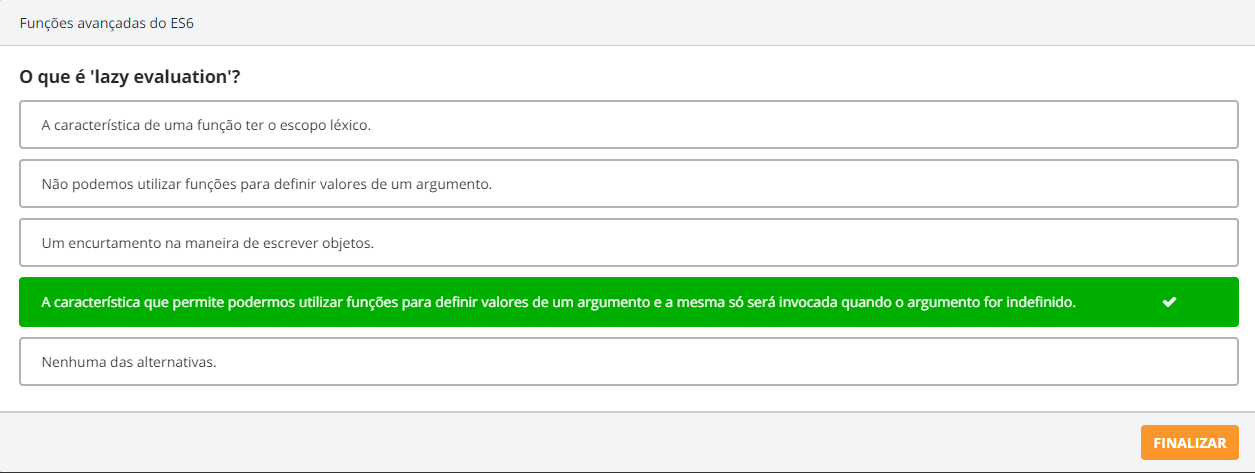 Funções avançadas do ES6
O que é 'lazy evaluation'?
A característica de uma função ter o escopo léxico.
Não podemos utilizar funções para definir valores de um argumento.
Um encurtamento na maneira de escrever objetos.
A característica que permite podermos utilizar funções para definir valores de um argumento e a mesma só será invocada quando o argumento for indefinido.
Nenhuma das alternativas.
FINALIZAR